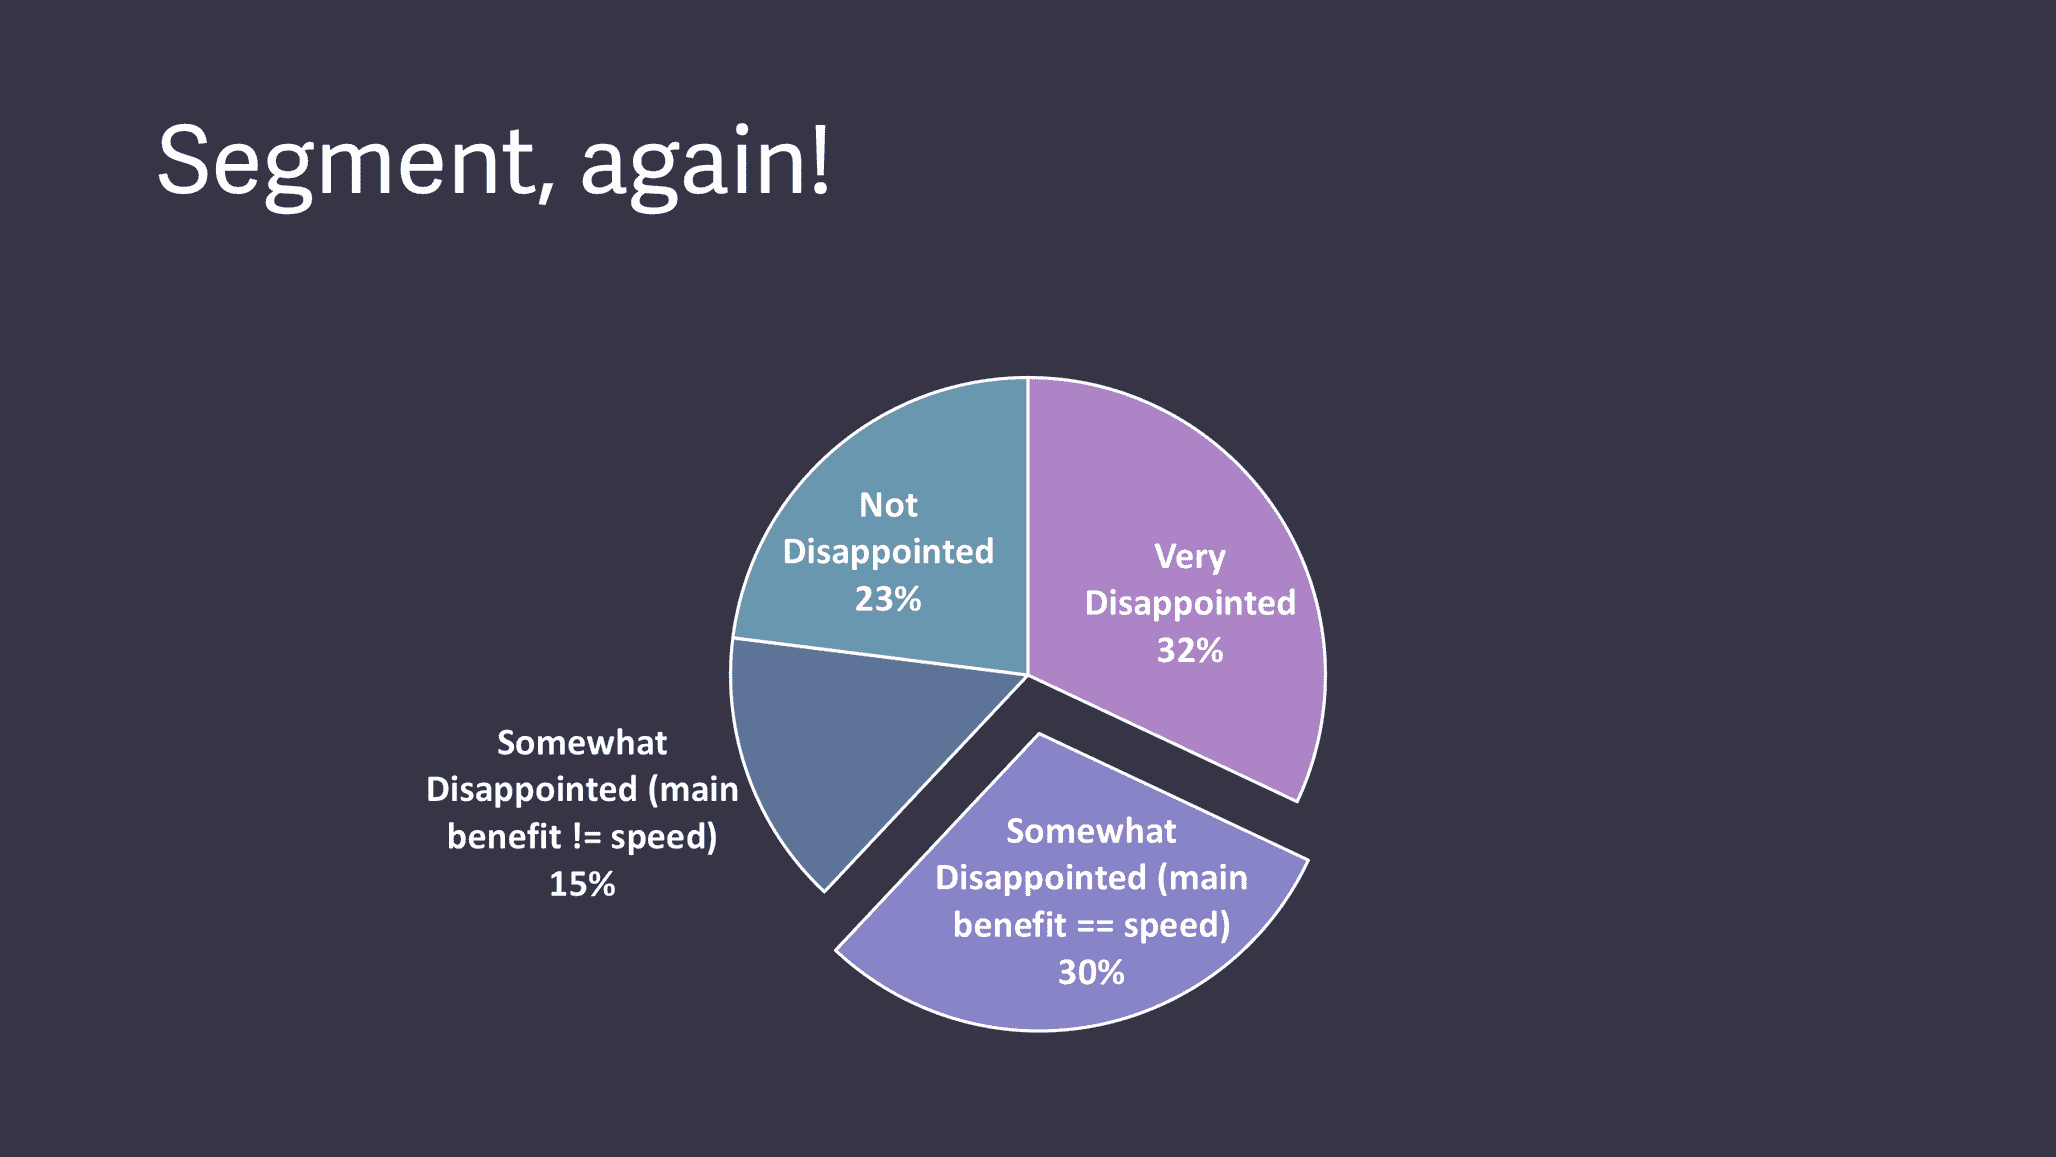 Segment, again!
Not
Disappointed
23%
Very
Disappointed
32%
Somewhat
Disappointed (main
benefit != speed)
15%
Somewhat
Disappointed (main
benefit == speed)
30%